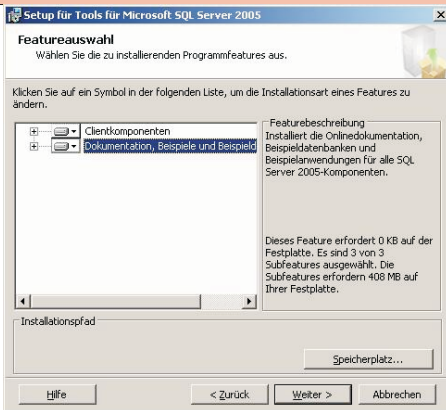 Setup für Tools für Microsoft SQL Server 2005
Featureauswahl
Wählen Sie die zu installierenden Programmfeatures aus.
Klicken Sie auf ein Symbol in der folgenden Liste, um die Installationsart eines Features zu
ändern.
Clientkomponenten
Dokumentation, Beispiele und Beispield
Featurebeschreibung
Installiert die Onlinedokumentation,
Beispieldatenbanken und
Beispielanwendungen für alle SQL
Server 2005-Komponenten.
Dieses Feature erfordert 0 KB auf der
Festplatte. Es sind 3 von 3
Subfeatures ausgewählt. Die
Subfeatures erfordern 408 MB auf
Ihrer Festplatte.
Installationspfad
Speicherplatz...
Hilfe
< Zurück
Weiter >
Abbrechen